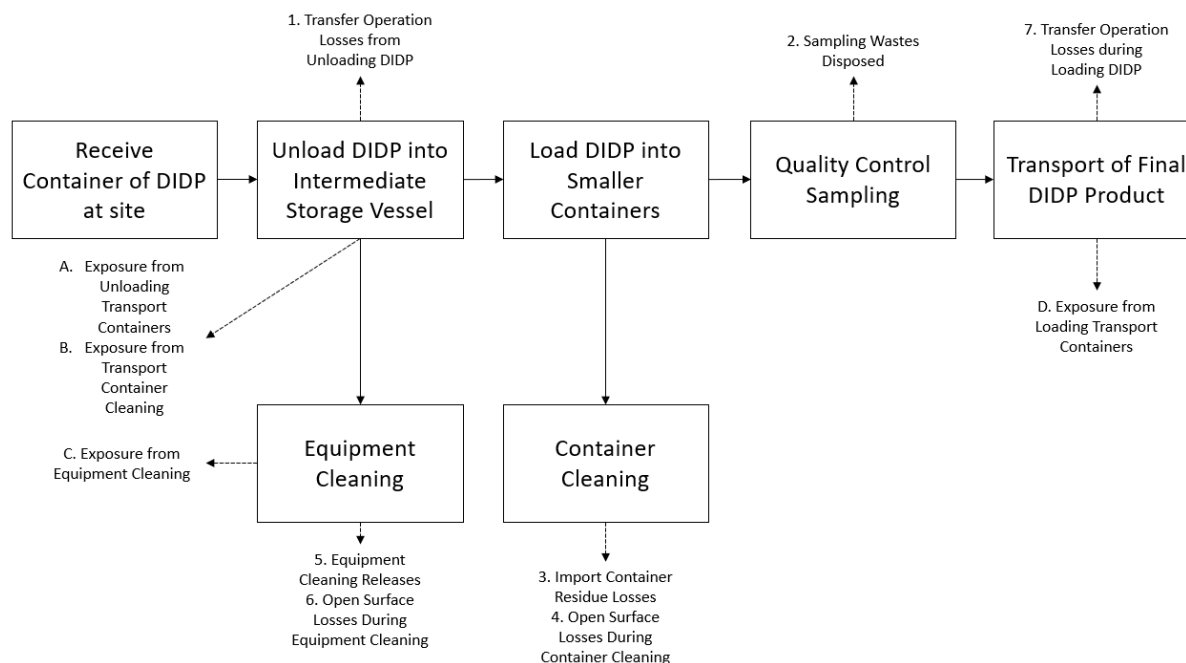 1. Transfer Operation
Losses from
Unloading DIDP
2. Sampling Wastes
Disposed
7. Transfer Operation
Losses during
Loading DIDP
Receive
Container of DIDP
at site
Unload DIDP into
Intermediate
Storage Vessel
Load DIDP into
Smaller
Containers
Quality Control
Sampling
Transport of Final
DIDP Product
A. Exposure from
Unloading
Transport
Containers
B. Exposure from
Transport
Container
Cleaning
D. Exposure from
Loading Transport
Containers
C. Exposure from
Equipment Cleaning
Equipment
Cleaning
Container
Cleaning
5. Equipment
Cleaning Releases
6. Open Surface
Losses During
Equipment Cleaning
3. Import Container
Residue Losses
4. Open Surface
Losses During
Container Cleaning